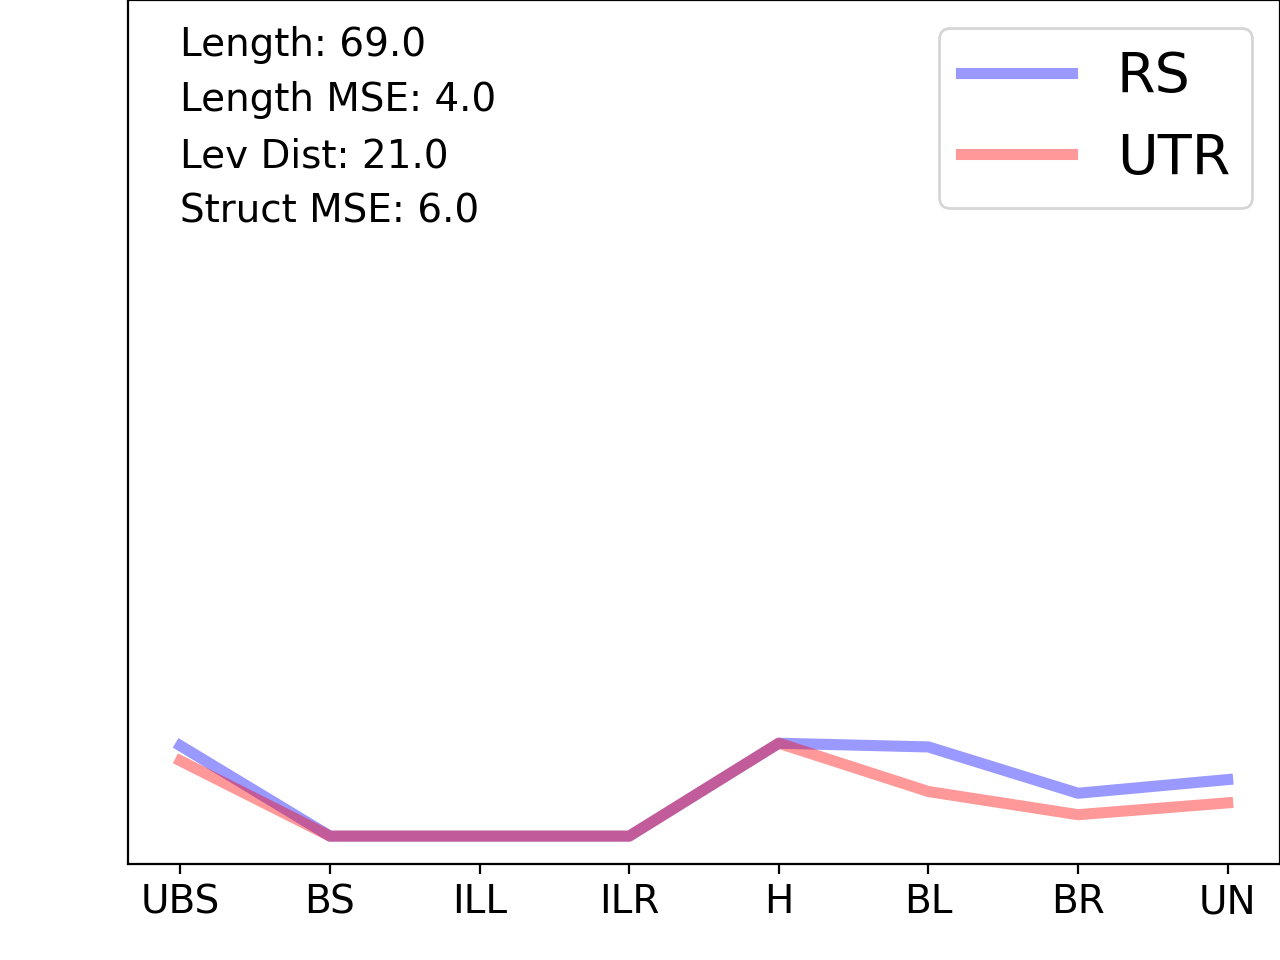 Length: 69.0
Length MSE: 4.0
Lev Dist: 21.0
Struct MSE: 6.0
RS
UTR
UBS BS ILL ILR H BL BR UN